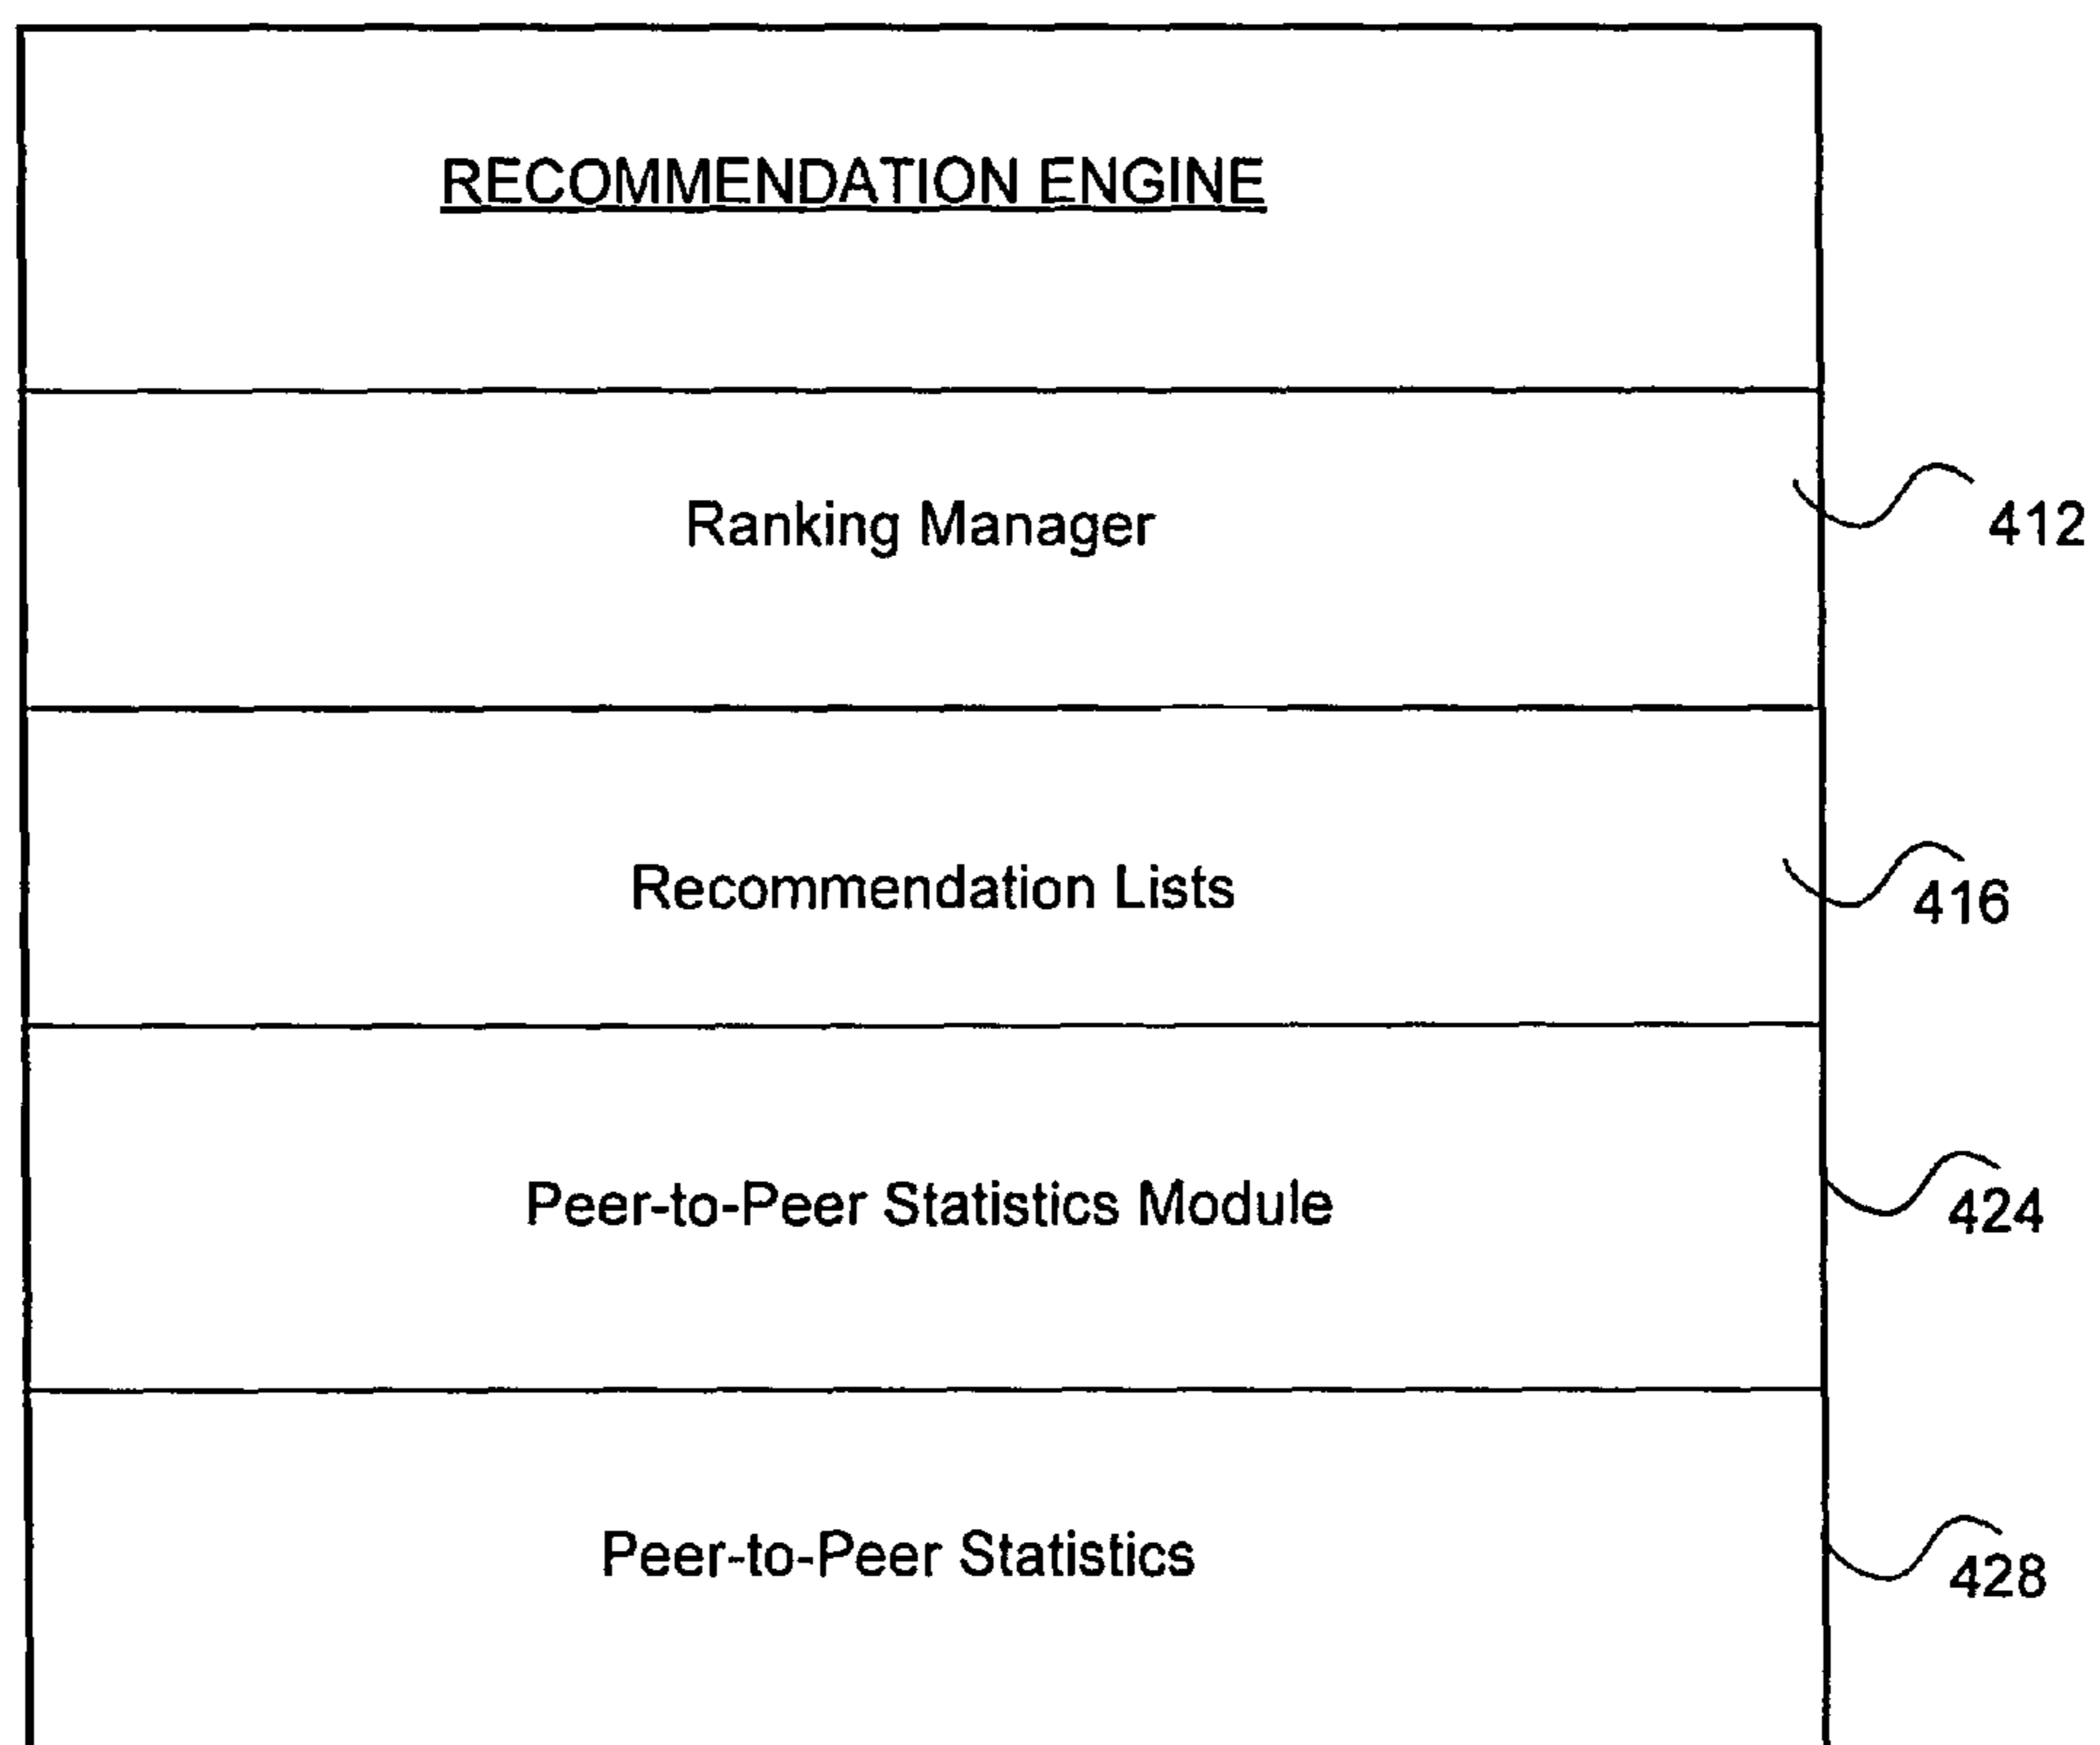 RECOMMENDATION ENGINE
Ranking Manager
412
Recommendation Lists
416
Peer-to-Peer Statistics Module
424
Peer-to-Peer Statistics
428